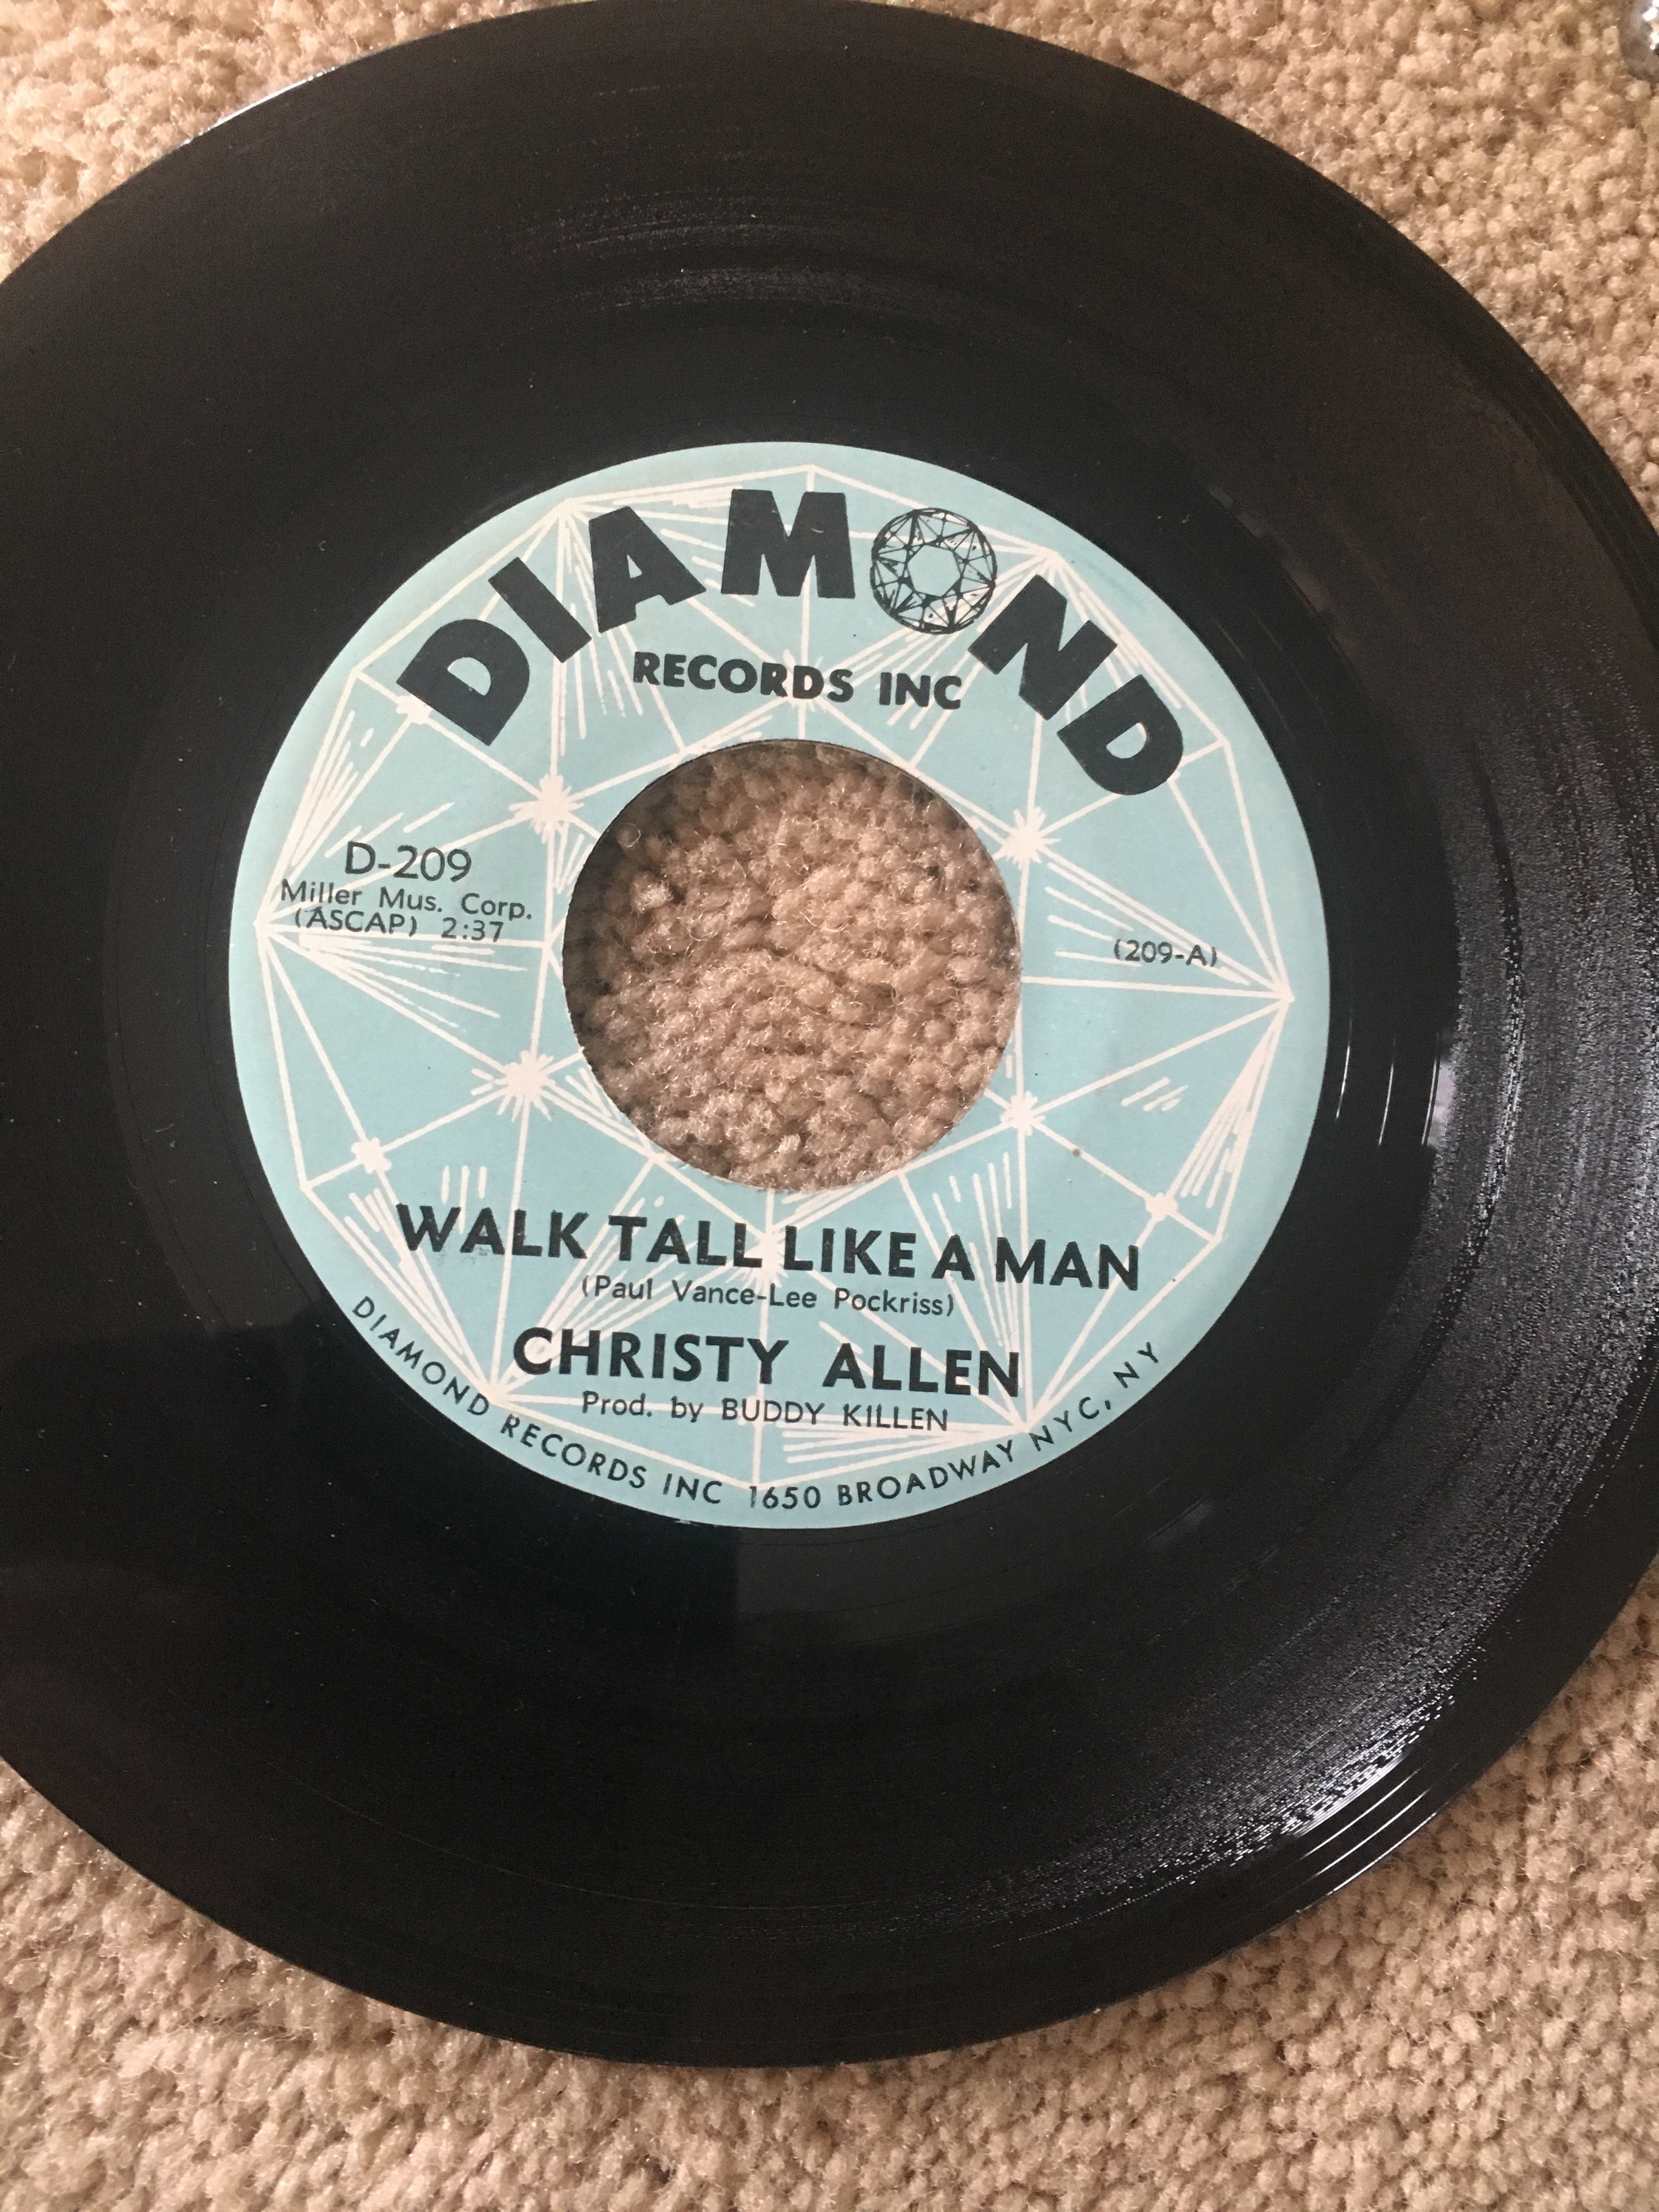 DIAMOND
RECORDS INC
D-209
Miller Mus. Corp.
(ASCAP) 2:37
(209-A)
WALK TALL LIKE A MAN
(Paul Vance-Lee Pockriss)
CHRISTY ALLEN
Prod. by BUDDY KILLEN
DIAMOND RECORDS INC 1650 BROADWAY NYC, NY